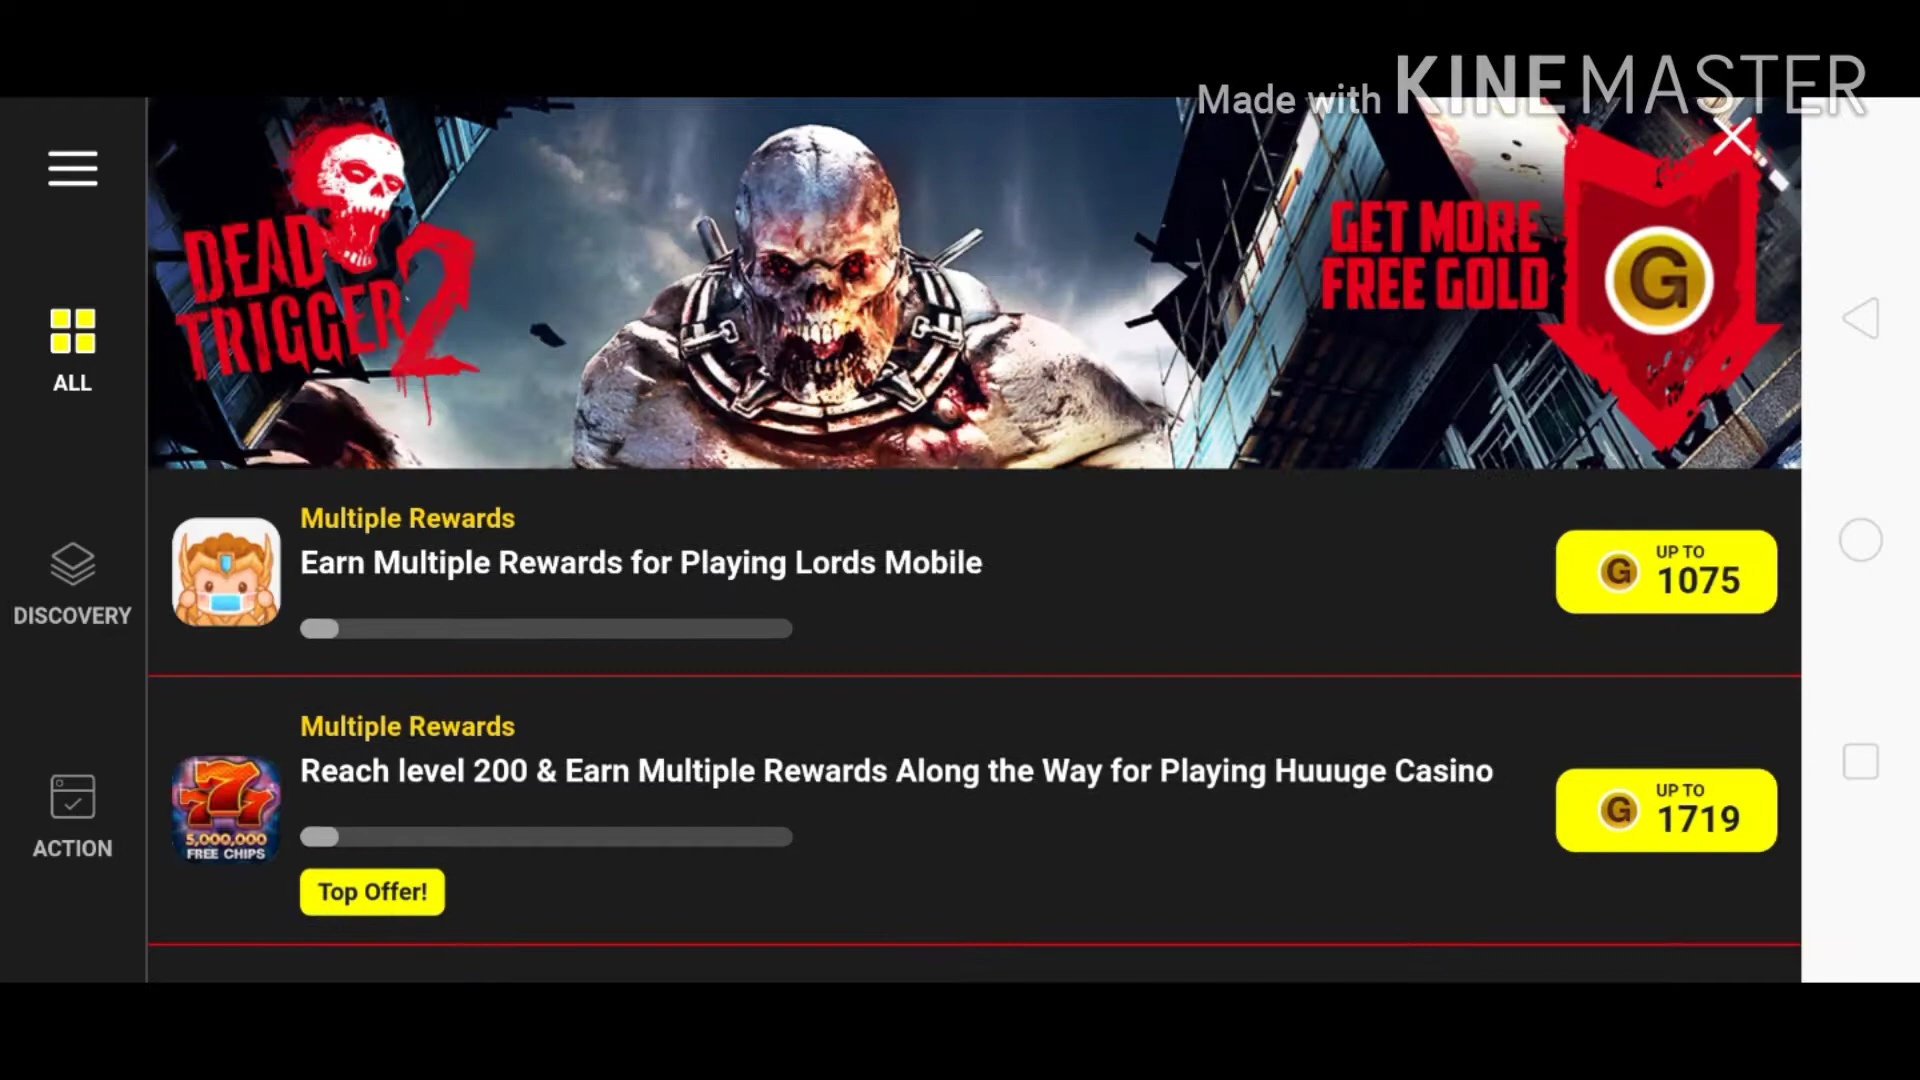 Made with KINEMASTER
DEAD
TRIGGER 2
GET MORE
FREE GOLD
G
ALL
Multiple Rewards
Earn Multiple Rewards for Playing Lords Mobile
G
UP TO
1075
DISCOVERY
Multiple Rewards
Reach level 200 & Earn Multiple Rewards Along the Way for Playing Huuuge Casino
777
5,000,000
FREE CHIPS
G
UP TO
1719
ACTION
Top Offer!